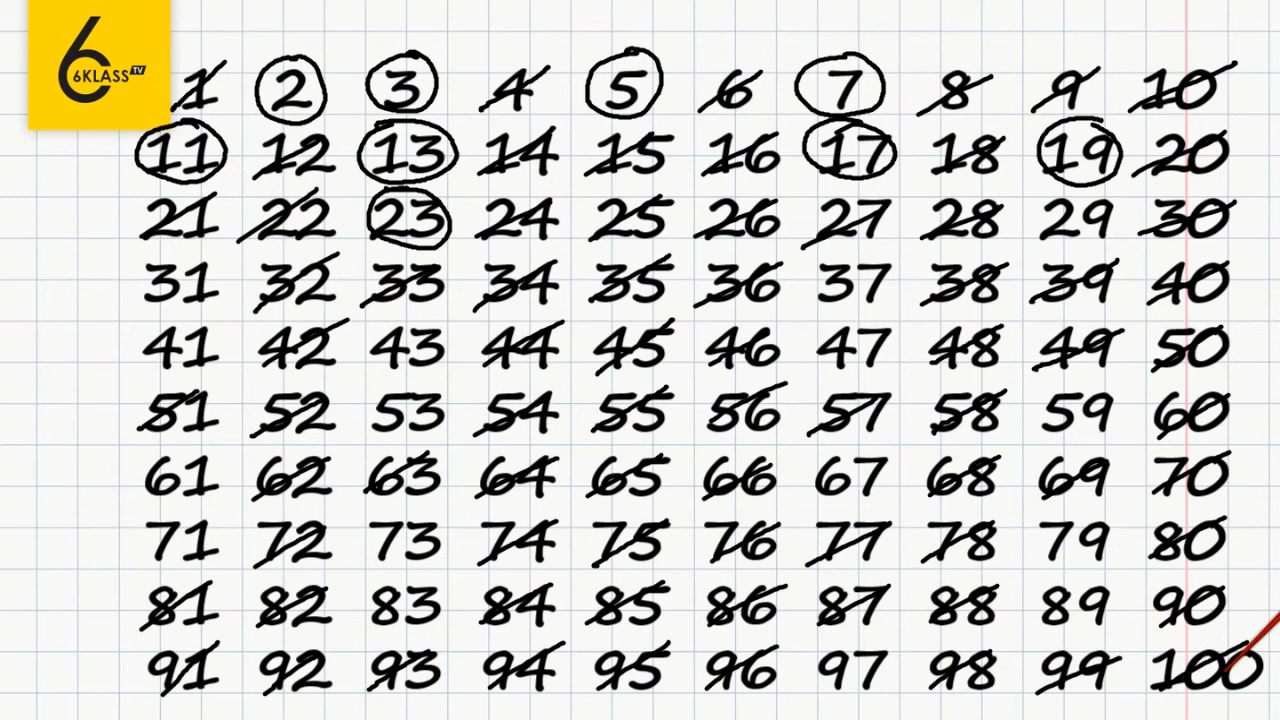 6
6KLASS TV
1 2 3 4 5 6 7 8 9 10
11 12 13 14 15 16 17 18 19 20
21 22 23 24 25 26 27 28 29 30
31 32 33 34 35 36 37 38 39 40
41 42 43 44 45 46 47 48 49 50
51 52 53 54 55 56 57 58 59 60
61 62 63 64 65 66 67 68 69 70
71 72 73 74 75 76 77 78 79 80
81 82 83 84 85 86 87 88 89 90
91 92 93 94 95 96 97 98 99 100